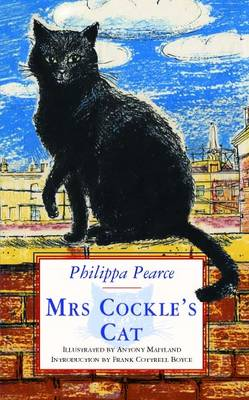 Philippa Pearce
Mrs Cockle's
Cat
Illustrated by Antony Maitland
Introduction by Frank Cottrell Boyce